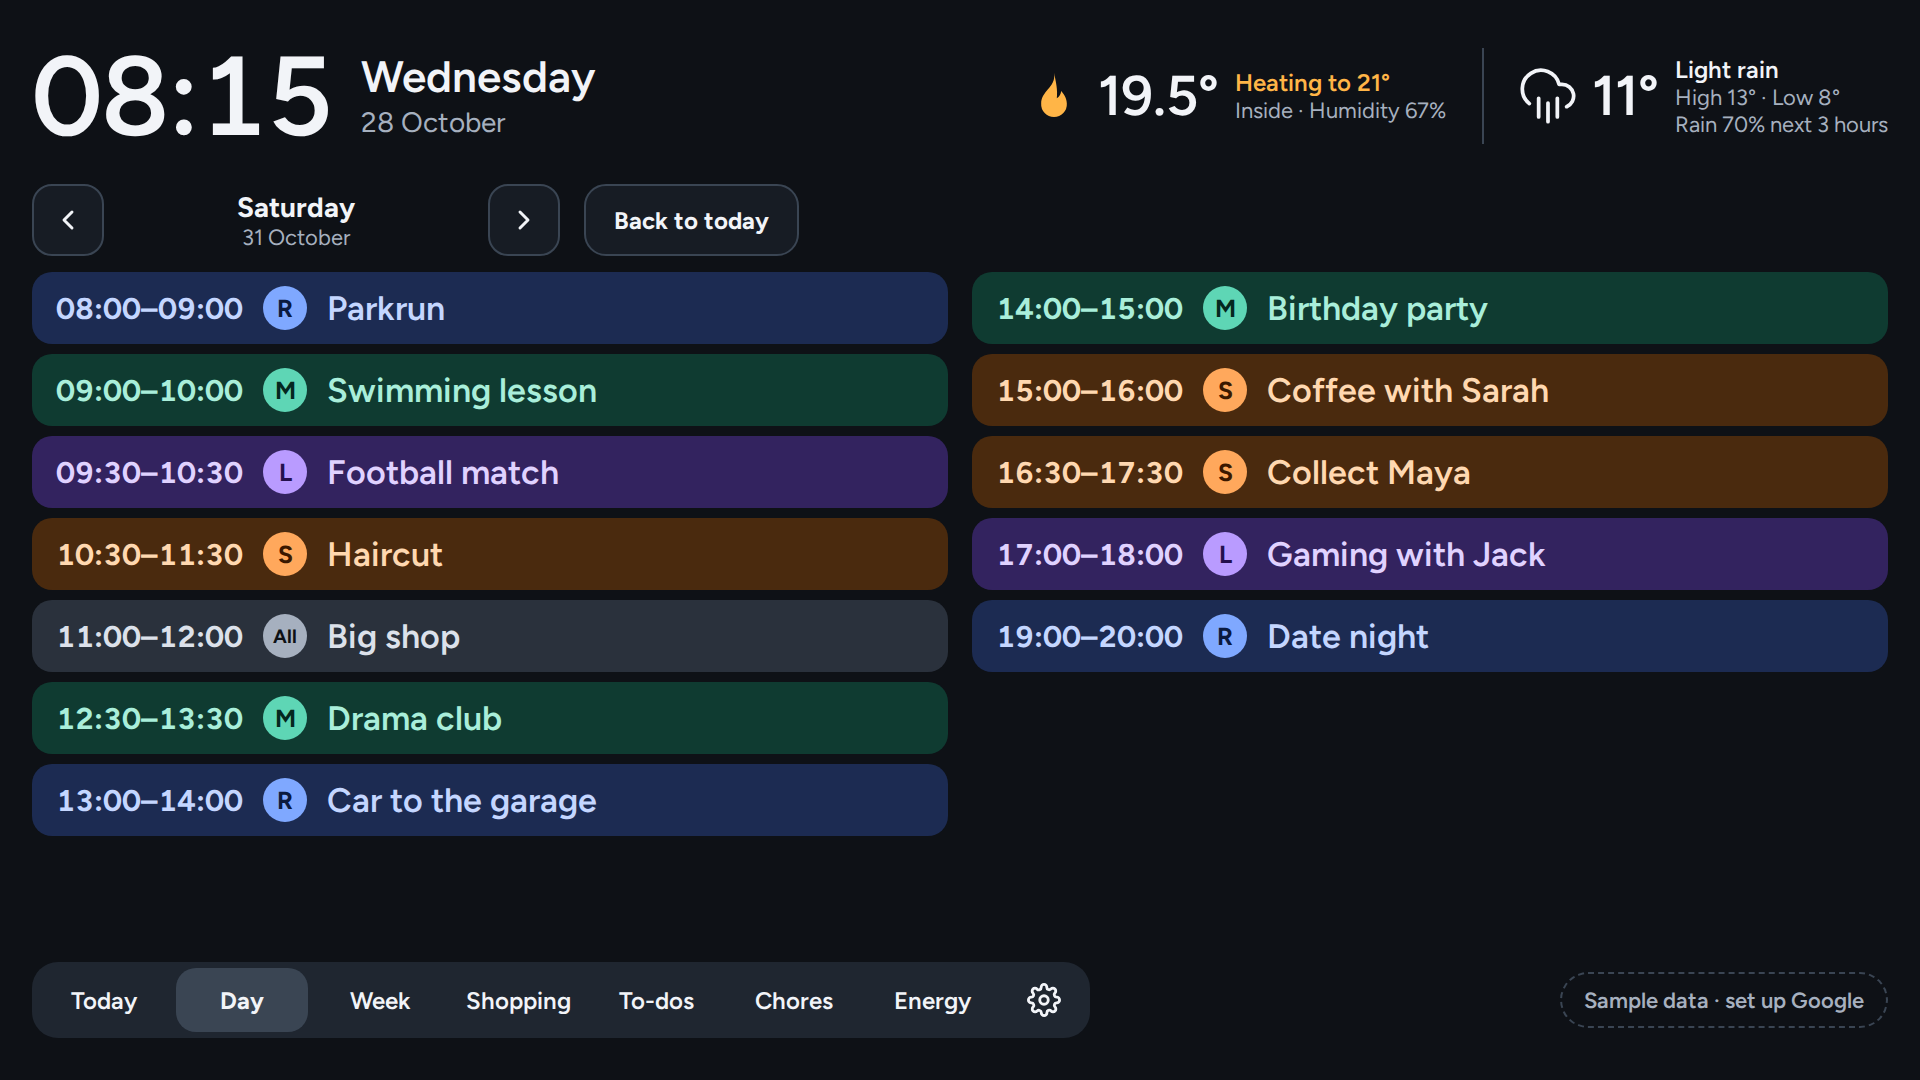 08:15
Wednesday
28 October
19.5°
Heating to 21°
Inside · Humidity 67%
11°
Light rain
High 13° · Low 8°
Rain 70% next 3 hours
Saturday
31 October
Back to today
08:00–09:00 R Parkrun
09:00–10:00 M Swimming lesson
09:30–10:30 L Football match
10:30–11:30 S Haircut
11:00–12:00 All Big shop
12:30–13:30 M Drama club
13:00–14:00 R Car to the garage
14:00–15:00 M Birthday party
15:00–16:00 S Coffee with Sarah
16:30–17:30 S Collect Maya
17:00–18:00 L Gaming with Jack
19:00–20:00 R Date night
Today Day Week Shopping To-dos Chores Energy
Sample data · set up Google